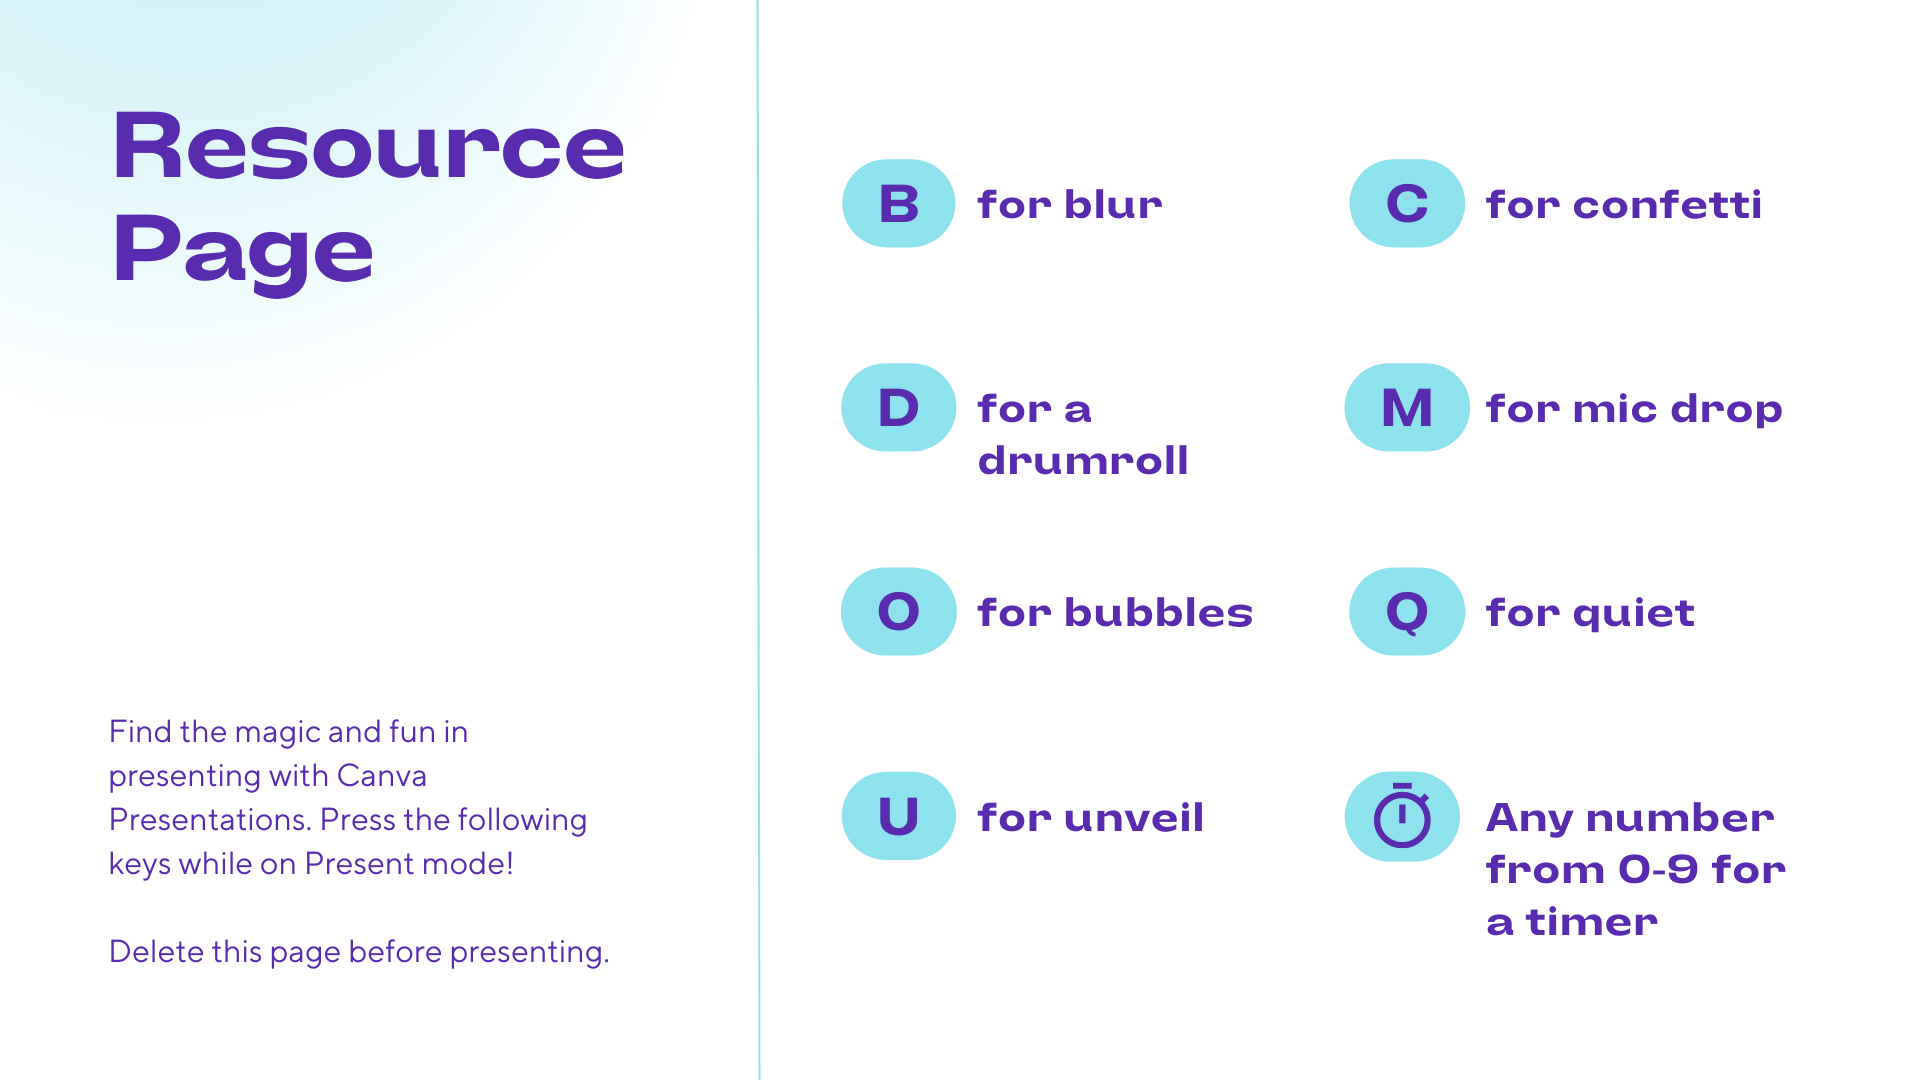 Resource
Page
Find the magic and fun in
presenting with Canva
Presentations. Press the following
keys while on Present mode!
Delete this page before presenting.
B for blur
C for confetti
D for a
drumroll
M for mic drop
O for bubbles
Q for quiet
U for unveil
Any number
from 0-9 for
a timer